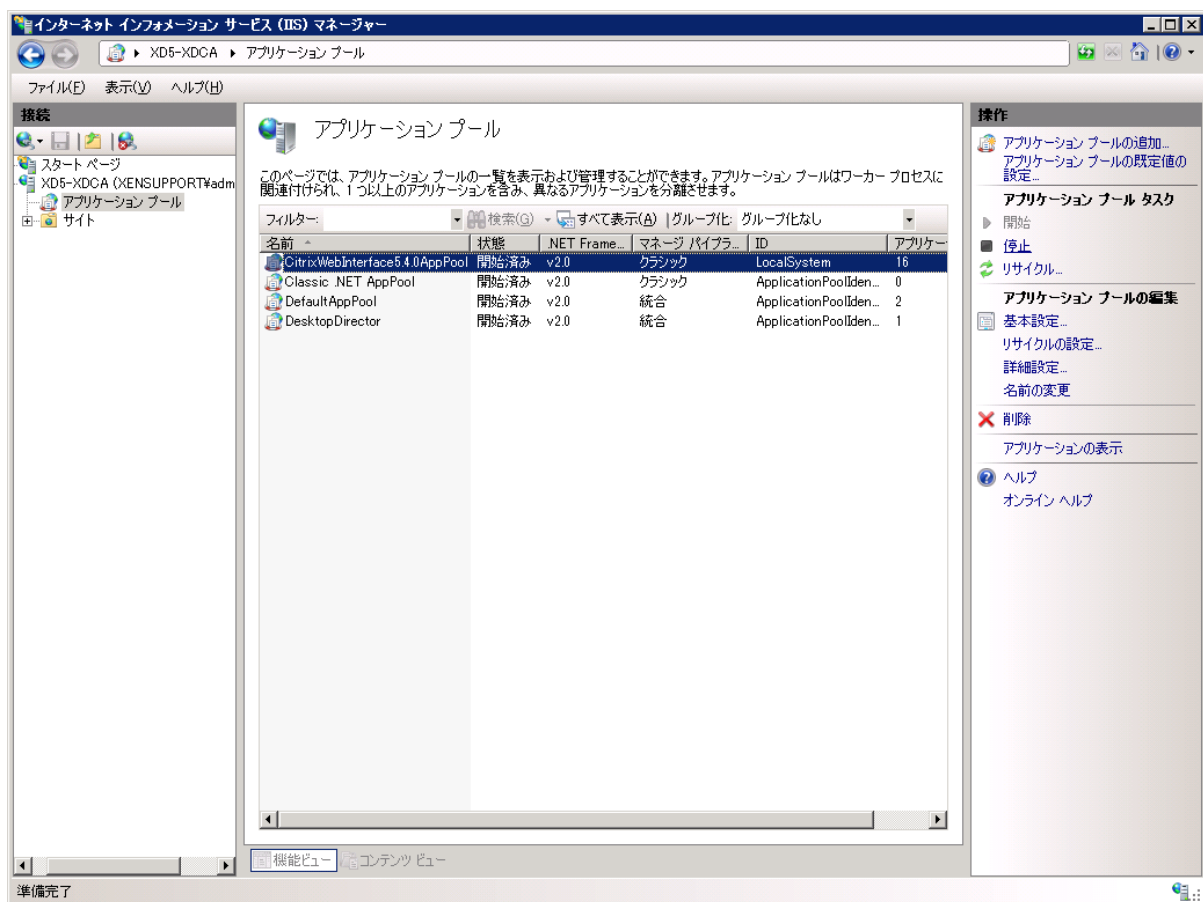 インターネット インフォメーション サービス (IIS) マネージャー
XD5-XDCA アプリケーション プール
ファイル(F) 表示(V) ヘルプ(H)
接続
スタート ページ
XD5-XDCA (XENSUPPORT¥adm
アプリケーション プール
サイト
アプリケーション プール
このページでは、アプリケーション プールの一覧を表示および管理することができます。アプリケーション プールはワーカー プロセスに
関連付けられ、1 つ以上のアプリケーションを含み、異なるアプリケーションを分離させます。
フィルター: 検索(G) すべて表示(A) グループ化: グループ化なし
名前 状態 .NET Frame... マネージ パイプラ... ID アプリケー
CitrixWebInterface5.4.0AppPool 開始済み v2.0 クラシック LocalSystem 16
Classic .NET AppPool 開始済み v2.0 クラシック ApplicationPoolIden... 0
DefaultAppPool 開始済み v2.0 統合 ApplicationPoolIden... 2
DesktopDirector 開始済み v2.0 統合 ApplicationPoolIden... 1
機能ビュー コンテンツ ビュー
操作
アプリケーション プールの追加...
アプリケーション プールの既定値の
設定...
アプリケーション プール タスク
開始
停止
リサイクル...
アプリケーション プールの編集
基本設定...
リサイクルの設定...
詳細設定...
名前の変更
削除
アプリケーションの表示
ヘルプ
オンライン ヘルプ
準備完了